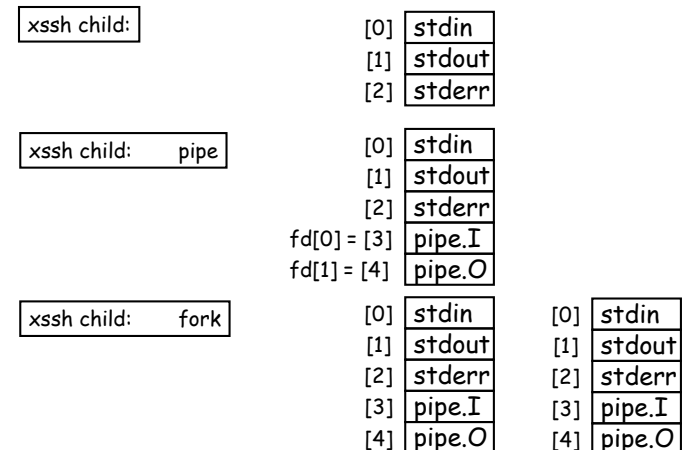 xssh child:
[0] stdin
[1] stdout
[2] stderr
xssh child: pipe
[0] stdin
[1] stdout
[2] stderr
fd[0] = [3] pipe.I
fd[1] = [4] pipe.O
xssh child: fork
[0] stdin [0] stdin
[1] stdout [1] stdout
[2] stderr [2] stderr
[3] pipe.I [3] pipe.I
[4] pipe.O [4] pipe.O